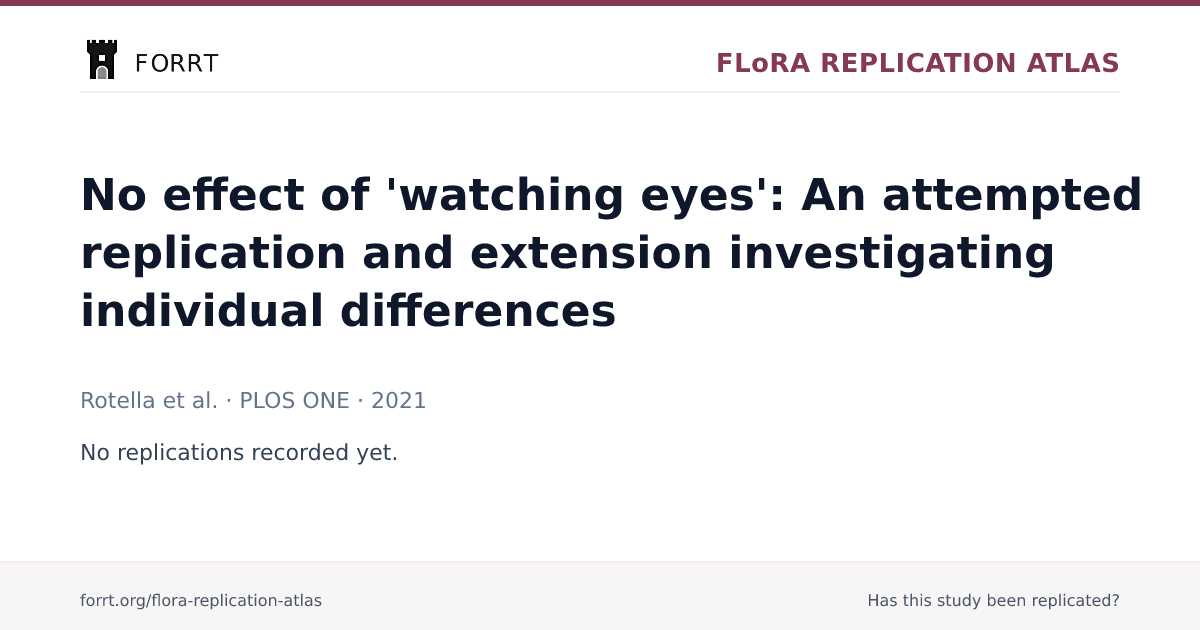 FORRT
FLoRA REPLICATION ATLAS
No effect of 'watching eyes': An attempted
replication and extension investigating
individual differences
Rotella et al. · PLOS ONE · 2021
No replications recorded yet.
forrt.org/flora-replication-atlas
Has this study been replicated?